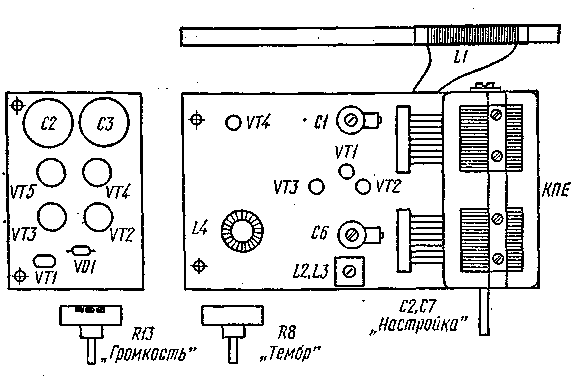 L1
C2
C3
VT4
C1
VT1
VT5
VT4
VT3
VT2
КПЕ
VT3
VT2
L4
C6
VD1
VT1
L2, L3
R13
„Громкость"
R8
„Тембр"
C2, C7
„Настройка"